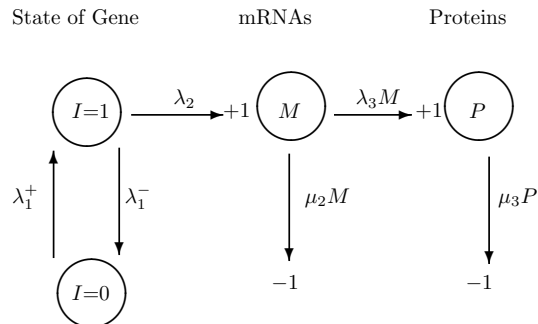 State of Gene mRNAs Proteins
I=1 λ₂ +1 M λ₃M +1 P
λ₁⁺ λ₁⁻ μ₂M μ₃P
I=0 −1 −1